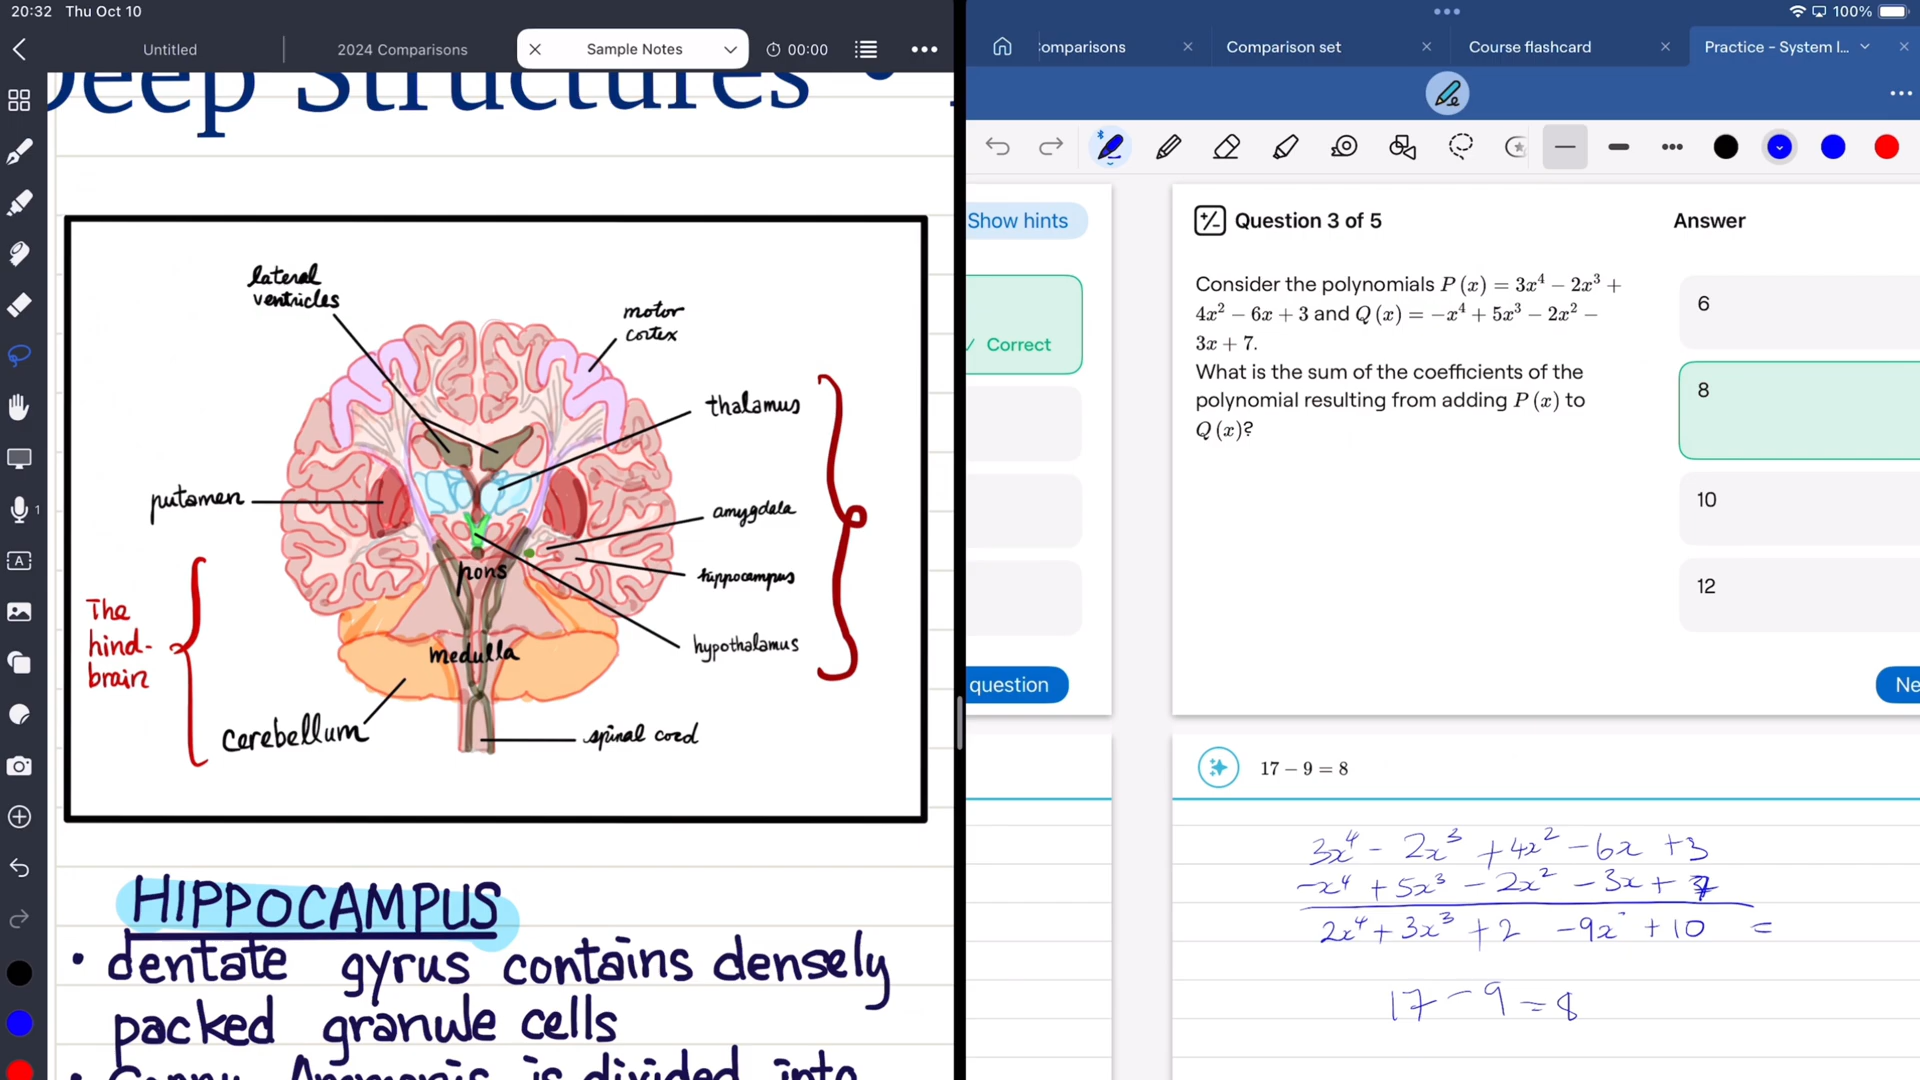 20:32 Thu Oct 10
100%
Untitled
2024 Comparisons
Sample Notes
00:00
Deep Structures
lateral
ventricles
motor
cortex
thalamus
putamen
amygdala
pons
hippocampus
The
hind-
brain
hypothalamus
medulla
cerebellum
spinal cord
1
HIPPOCAMPUS
• dentate gyrus contains densely
packed granule cells
is divided into
omparisons
Comparison set
Course flashcard
Practice - System I...
Show hints
✓ Correct
question
Question 3 of 5
Answer
Consider the polynomials P (x) = 3x⁴ − 2x³ +
4x² − 6x + 3 and Q (x) = −x⁴ + 5x³ − 2x² −
3x + 7.
What is the sum of the coefficients of the
polynomial resulting from adding P (x) to
Q (x)?
6
8
10
12
Ne
17 − 9 = 8
3x⁴ - 2x³ + 4x² - 6x + 3
-x⁴ + 5x³ - 2x² - 3x + 7
2x⁴ + 3x³ + 2 - 9x + 10 =
17 - 9 = 8